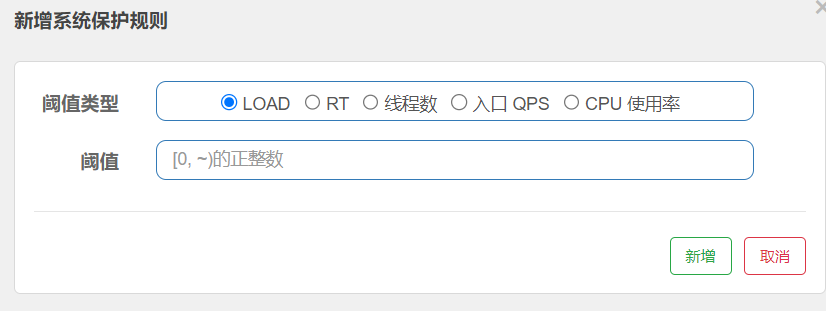 新增系统保护规则
阈值类型 LOAD RT 线程数 入口 QPS CPU 使用率
阈值 [0, ~)的正整数
新增 取消